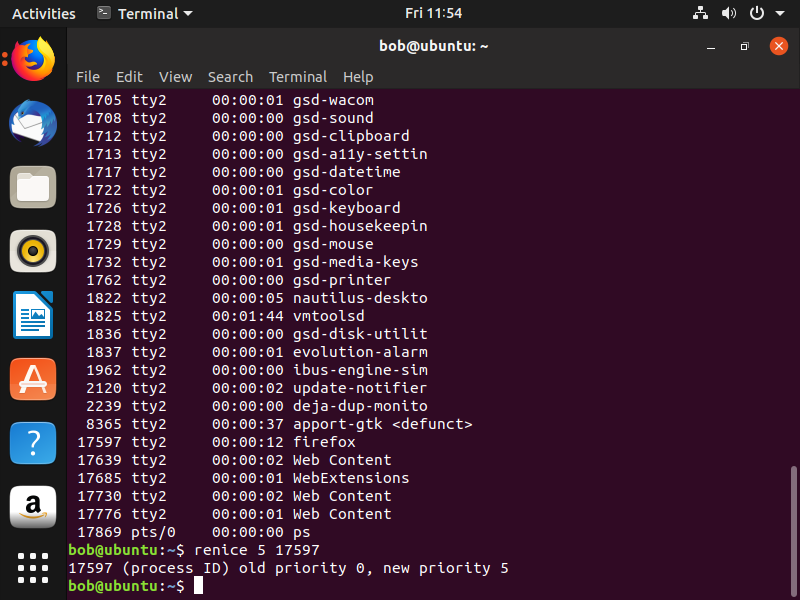 Activities Terminal Fri 11:54
bob@ubuntu: ~
File Edit View Search Terminal Help
1705 tty2 00:00:01 gsd-wacom
1708 tty2 00:00:00 gsd-sound
1712 tty2 00:00:00 gsd-clipboard
1713 tty2 00:00:00 gsd-a11y-settin
1717 tty2 00:00:00 gsd-datetime
1722 tty2 00:00:01 gsd-color
1726 tty2 00:00:01 gsd-keyboard
1728 tty2 00:00:01 gsd-housekeepin
1729 tty2 00:00:00 gsd-mouse
1732 tty2 00:00:01 gsd-media-keys
1762 tty2 00:00:00 gsd-printer
1822 tty2 00:00:05 nautilus-deskto
1825 tty2 00:01:44 vmtoolsd
1836 tty2 00:00:00 gsd-disk-utilit
1837 tty2 00:00:01 evolution-alarm
1962 tty2 00:00:00 ibus-engine-sim
2120 tty2 00:00:02 update-notifier
2239 tty2 00:00:00 deja-dup-monito
8365 tty2 00:00:37 apport-gtk <defunct>
17597 tty2 00:00:12 firefox
17639 tty2 00:00:02 Web Content
17685 tty2 00:00:01 WebExtensions
17730 tty2 00:00:02 Web Content
17776 tty2 00:00:01 Web Content
17869 pts/0 00:00:00 ps
bob@ubuntu:~$ renice 5 17597
17597 (process ID) old priority 0, new priority 5
bob@ubuntu:~$